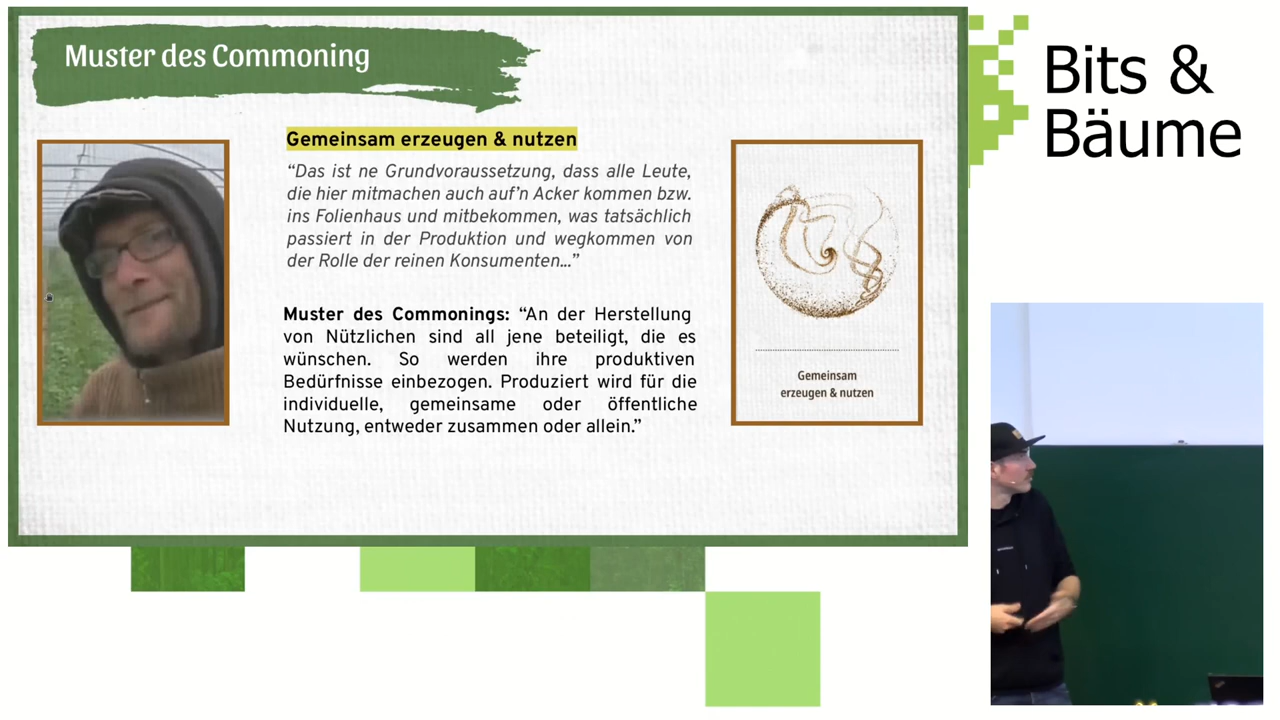 Muster des Commoning
Gemeinsam erzeugen & nutzen
“Das ist ne Grundvoraussetzung, dass alle Leute,
die hier mitmachen auch auf’n Acker kommen bzw.
ins Folienhaus und mitbekommen, was tatsächlich
passiert in der Produktion und wegkommen von
der Rolle der reinen Konsumenten...”
Muster des Commonings: “An der Herstellung
von Nützlichen sind all jene beteiligt, die es
wünschen. So werden ihre produktiven
Bedürfnisse einbezogen. Produziert wird für die
individuelle, gemeinsame oder öffentliche
Nutzung, entweder zusammen oder allein.”
Gemeinsam
erzeugen & nutzen
Bits &
Bäume